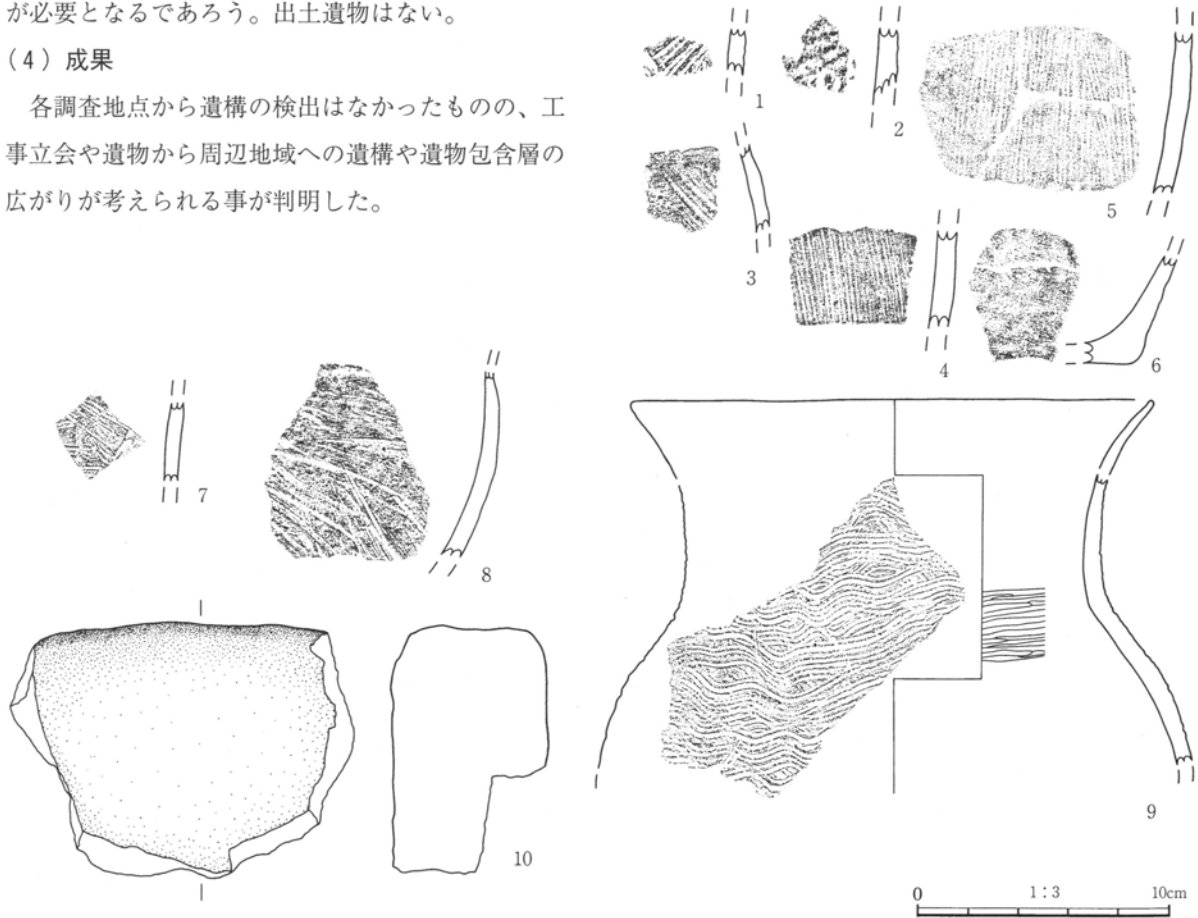 が必要となるであろう。出土遺物はない。
(4)成果
各調査地点から遺構の検出はなかったものの、工
事立会や遺物から周辺地域への遺構や遺物包含層の
広がりが考えられる事が判明した。
1
2
3
4
5
6
7
8
9
10
0 1:3 10cm